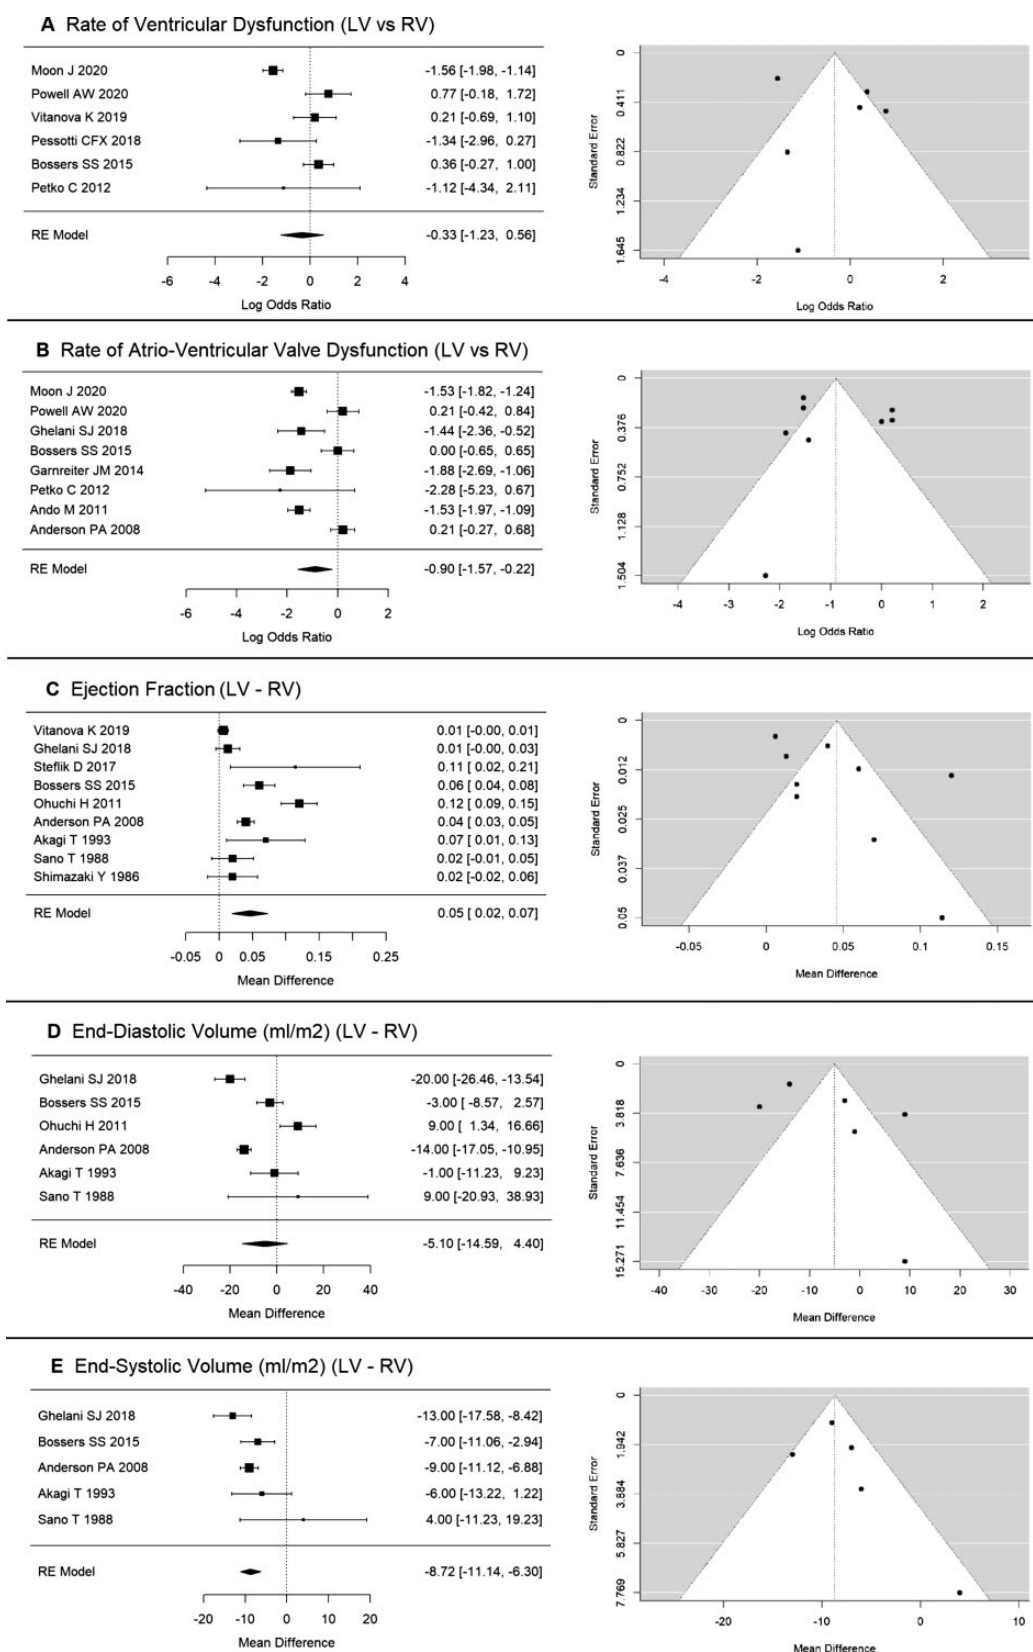 A Rate of Ventricular Dysfunction (LV vs RV)
Moon J 2020 -1.56 [-1.98, -1.14]
Powell AW 2020 0.77 [-0.18, 1.72]
Vitanova K 2019 0.21 [-0.69, 1.10]
Pessotti CFX 2018 -1.34 [-2.96, 0.27]
Bossers SS 2015 0.36 [-0.27, 1.00]
Petko C 2012 -1.12 [-4.34, 2.11]
RE Model -0.33 [-1.23, 0.56]
-6 -4 -2 0 2 4
Log Odds Ratio
Standard Error
0 0.411 0.822 1.234 1.645
-4 -2 0 2
Log Odds Ratio
B Rate of Atrio-Ventricular Valve Dysfunction (LV vs RV)
Moon J 2020 -1.53 [-1.82, -1.24]
Powell AW 2020 0.21 [-0.42, 0.84]
Ghelani SJ 2018 -1.44 [-2.36, -0.52]
Bossers SS 2015 0.00 [-0.65, 0.65]
Garnreiter JM 2014 -1.88 [-2.69, -1.06]
Petko C 2012 -2.28 [-5.23, 0.67]
Ando M 2011 -1.53 [-1.97, -1.09]
Anderson PA 2008 0.21 [-0.27, 0.68]
RE Model -0.90 [-1.57, -0.22]
-6 -4 -2 0 2
Log Odds Ratio
Standard Error
0 0.376 0.752 1.128 1.504
-4 -3 -2 -1 0 1 2
Log Odds Ratio
C Ejection Fraction (LV - RV)
Vitanova K 2019 0.01 [-0.00, 0.01]
Ghelani SJ 2018 0.01 [-0.00, 0.03]
Steflik D 2017 0.11 [ 0.02, 0.21]
Bossers SS 2015 0.06 [ 0.04, 0.08]
Ohuchi H 2011 0.12 [ 0.09, 0.15]
Anderson PA 2008 0.04 [ 0.03, 0.05]
Akagi T 1993 0.07 [ 0.01, 0.13]
Sano T 1988 0.02 [-0.01, 0.05]
Shimazaki Y 1986 0.02 [-0.02, 0.06]
RE Model 0.05 [ 0.02, 0.07]
-0.05 0 0.05 0.15 0.25
Mean Difference
Standard Error
0 0.012 0.025 0.037 0.05
-0.05 0 0.05 0.1 0.15
Mean Difference
D End-Diastolic Volume (ml/m2) (LV - RV)
Ghelani SJ 2018 -20.00 [-26.46, -13.54]
Bossers SS 2015 -3.00 [ -8.57, 2.57]
Ohuchi H 2011 9.00 [ 1.34, 16.66]
Anderson PA 2008 -14.00 [-17.05, -10.95]
Akagi T 1993 -1.00 [-11.23, 9.23]
Sano T 1988 9.00 [-20.93, 38.93]
RE Model -5.10 [-14.59, 4.40]
-40 -20 0 20 40
Mean Difference
Standard Error
0 3.818 7.636 11.454 15.271
-40 -30 -20 -10 0 10 20 30
Mean Difference
E End-Systolic Volume (ml/m2) (LV - RV)
Ghelani SJ 2018 -13.00 [-17.58, -8.42]
Bossers SS 2015 -7.00 [-11.06, -2.94]
Anderson PA 2008 -9.00 [-11.12, -6.88]
Akagi T 1993 -6.00 [-13.22, 1.22]
Sano T 1988 4.00 [-11.23, 19.23]
RE Model -8.72 [-11.14, -6.30]
-20 -10 0 10 20
Mean Difference
Standard Error
0 1.942 3.884 5.827 7.769
-20 -10 0 10
Mean Difference